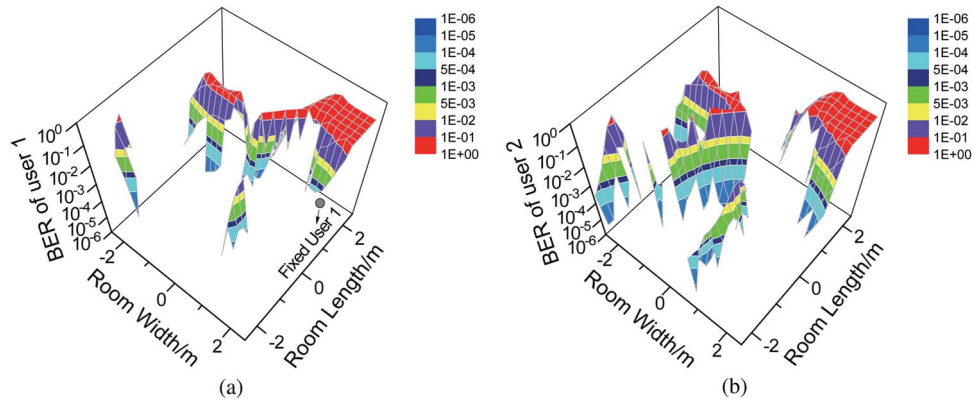 BER of user 1
10⁰
10⁻¹
10⁻²
10⁻³
10⁻⁴
10⁻⁵
10⁻⁶
-2
0
2
Room Width/m
-2
0
2
Room Length/m
Fixed User 1
1E-06
1E-05
1E-04
5E-04
1E-03
5E-03
1E-02
1E-01
1E+00
(a)
BER of user 2
10⁰
10⁻¹
10⁻²
10⁻³
10⁻⁴
10⁻⁵
10⁻⁶
-2
0
2
Room Width/m
-2
0
2
Room Length/m
1E-06
1E-05
1E-04
5E-04
1E-03
5E-03
1E-02
1E-01
1E+00
(b)